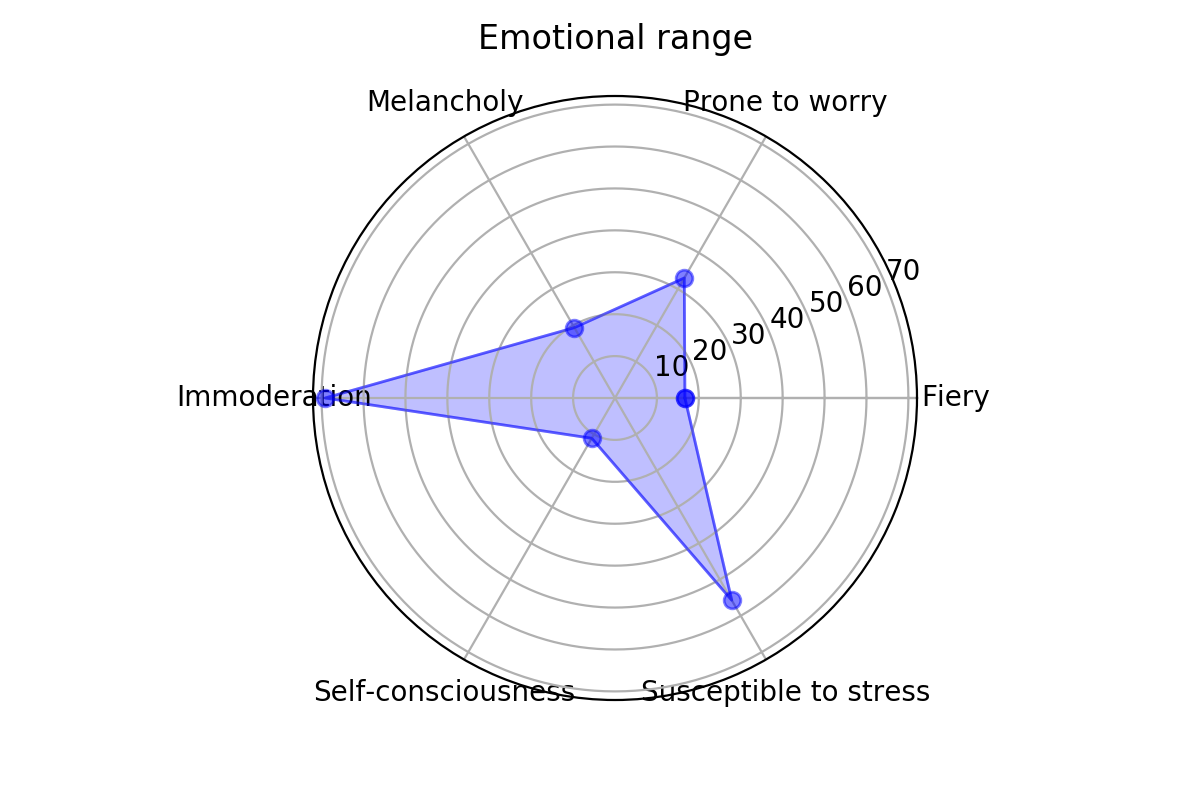 Emotional range
Melancholy
Prone to worry
70
60
50
40
30
20
10
Immoderation
Fiery
Self-consciousness
Susceptible to stress